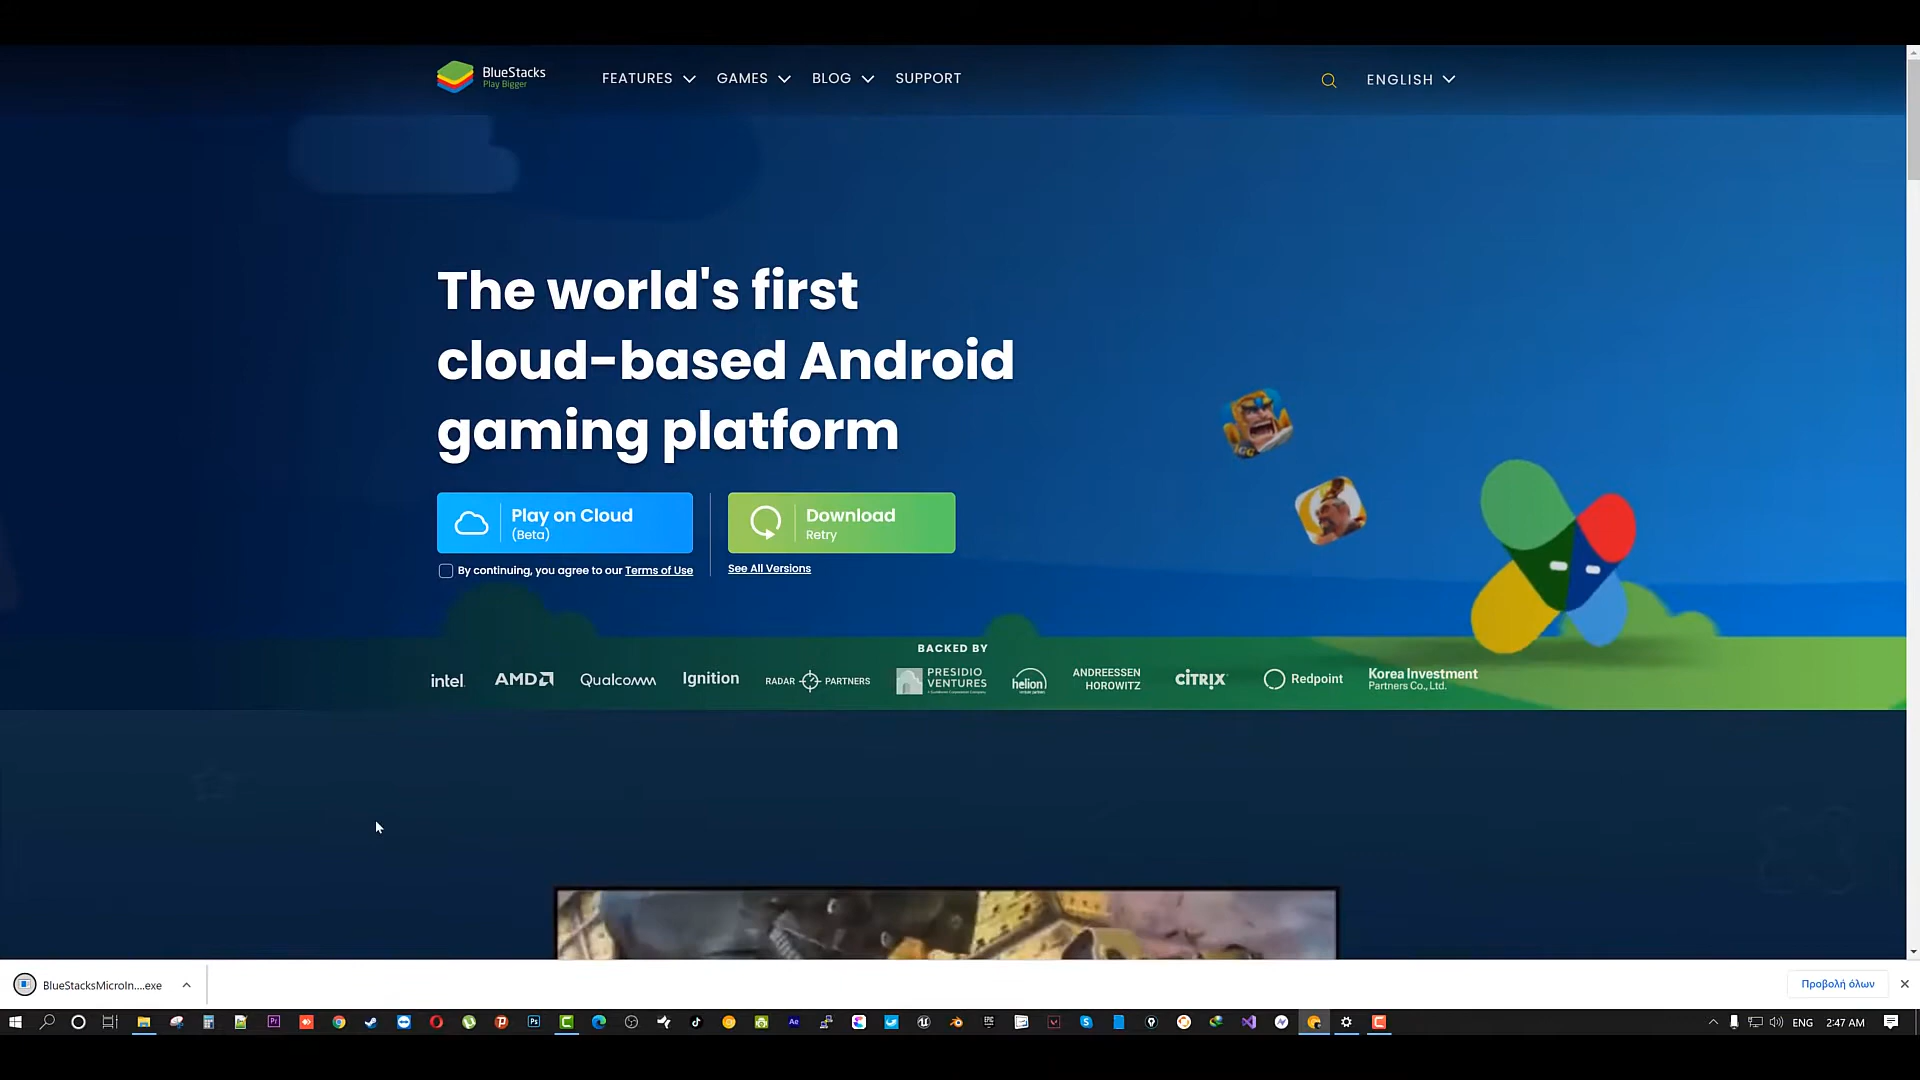 BlueStacks
Play Bigger
FEATURES
GAMES
BLOG
SUPPORT
ENGLISH
The world's first
cloud-based Android
gaming platform
Play on Cloud
(Beta)
Download
Retry
By continuing, you agree to our Terms of Use
See All Versions
BACKED BY
intel.
AMD
Qualcomm
Ignition
RADAR PARTNERS
PRESIDIO
VENTURES
helion
ANDREESSEN
HOROWITZ
CITRIX
Redpoint
Korea Investment
Partners Co., Ltd.
IGG
BlueStacksMicroIn....exe
Προβολή όλων
ENG
2:47 AM